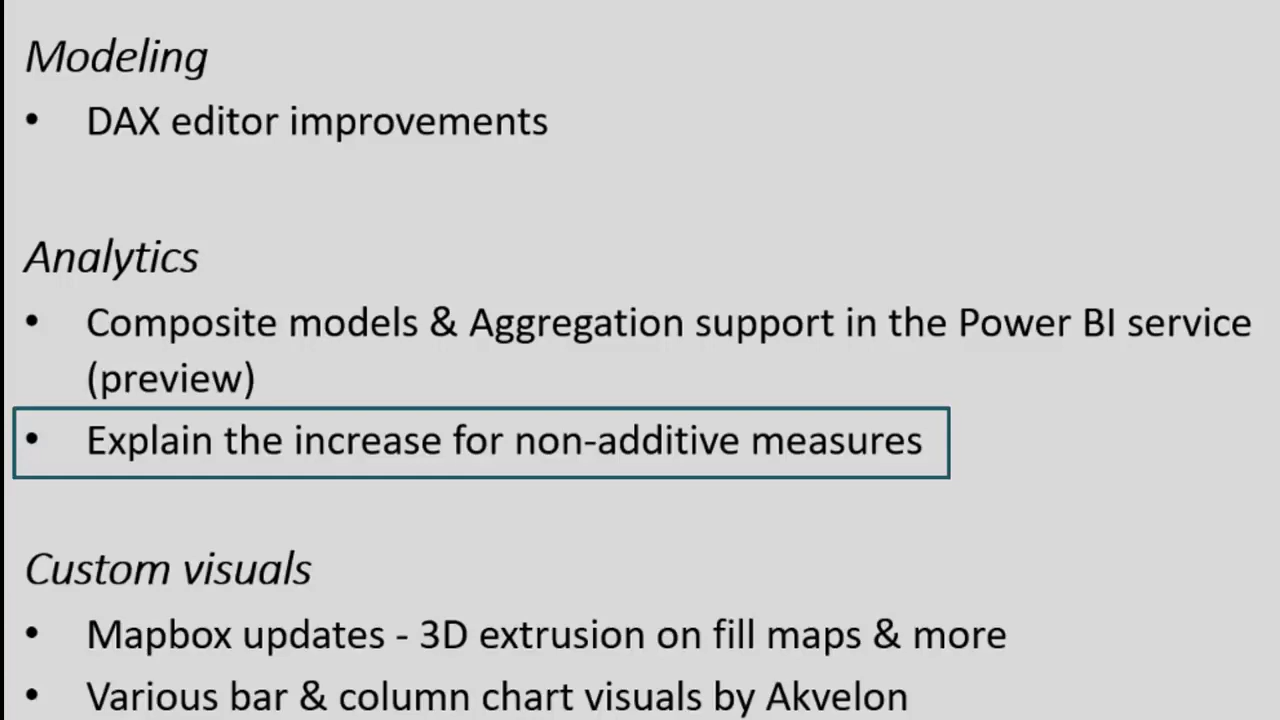 Modeling
• DAX editor improvements
Analytics
• Composite models & Aggregation support in the Power BI service
(preview)
• Explain the increase for non-additive measures
Custom visuals
• Mapbox updates - 3D extrusion on fill maps & more
• Various bar & column chart visuals by Akvelon